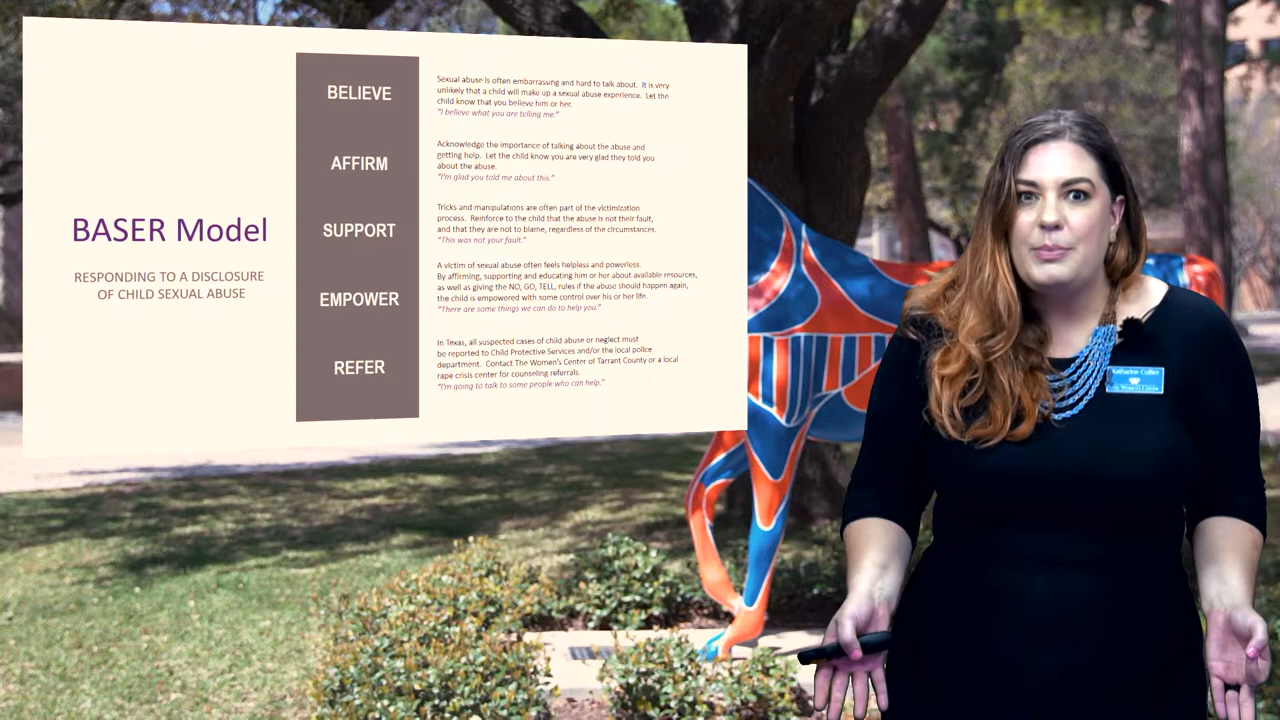 BASER Model
RESPONDING TO A DISCLOSURE
OF CHILD SEXUAL ABUSE
BELIEVE
Sexual abuse is often embarrassing and hard to talk about. It is very
unlikely that a child will make up a sexual abuse experience. Let the
child know that you believe him or her.
"I believe what you are telling me."
AFFIRM
Acknowledge the importance of talking about the abuse and
getting help. Let the child know you are very glad they told you
about the abuse.
"I'm glad you told me about this."
SUPPORT
Tricks and manipulations are often part of the victimization
process. Reinforce to the child that the abuse is not their fault,
and that they are not to blame, regardless of the circumstances.
"This was not your fault."
EMPOWER
A victim of sexual abuse often feels helpless and powerless.
By affirming, supporting and educating him or her about available resources,
as well as giving the NO, GO, TELL, rules if the abuse should happen again,
the child is empowered with some control over his or her life.
"There are some things we can do to help you."
REFER
In Texas, all suspected cases of child abuse or neglect must
be reported to Child Protective Services and/or the local police
department. Contact The Women's Center of Tarrant County or a local
rape crisis center for counseling referrals.
"I'm going to talk to some people who can help."
Katharine Collier